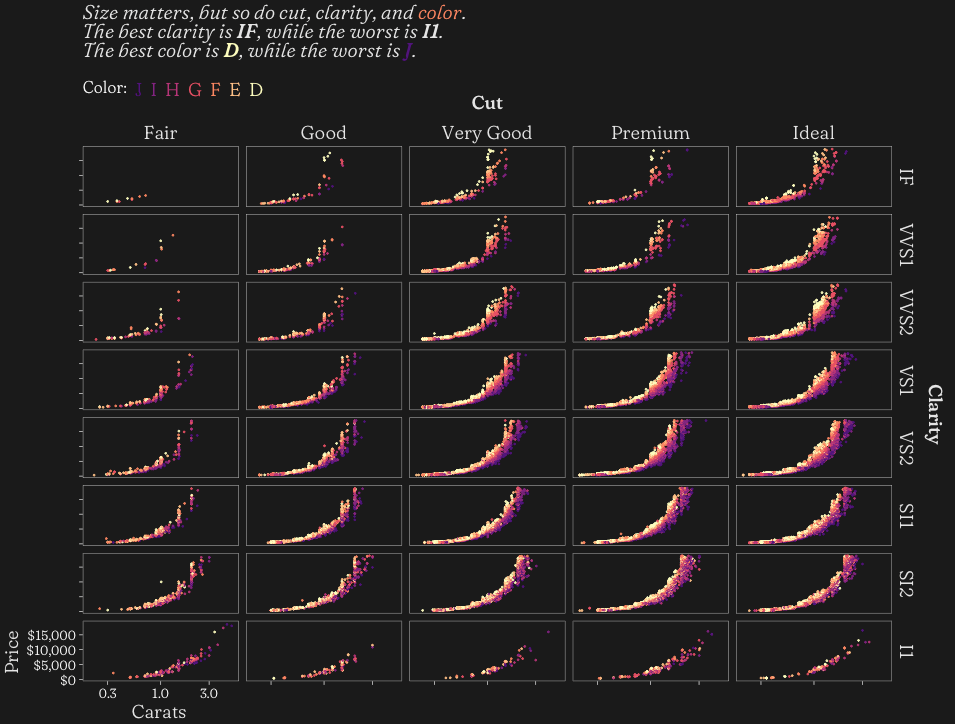 Size matters, but so do cut, clarity, and color.
The best clarity is IF, while the worst is I1.
The best color is D, while the worst is J.
Color: J I H G F E D
Cut
Fair Good Very Good Premium Ideal
IF
VVS1
VVS2
VS1
Clarity
VS2
SI1
SI2
I1
Price
$15,000
$10,000
$5,000
$0
0.3 1.0 3.0
Carats